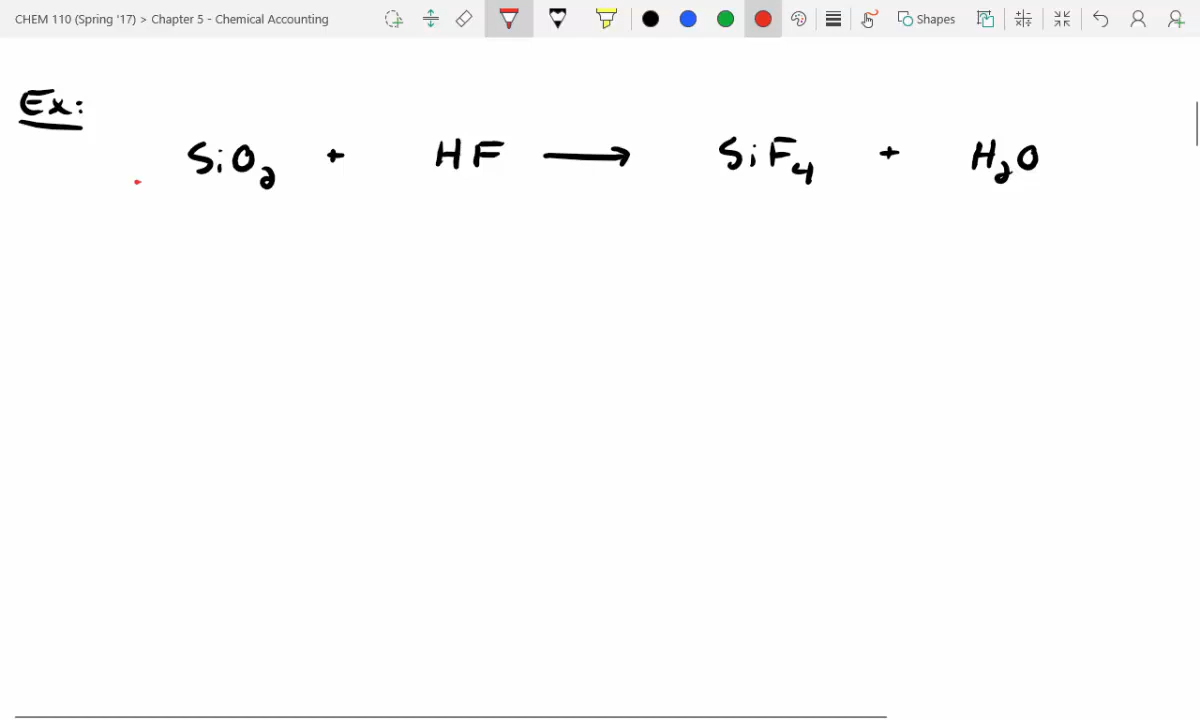 CHEM 110 (Spring '17) > Chapter 5 - Chemical Accounting
Shapes
Ex:
SiO₂ + HF ⟶ SiF₄ + H₂O